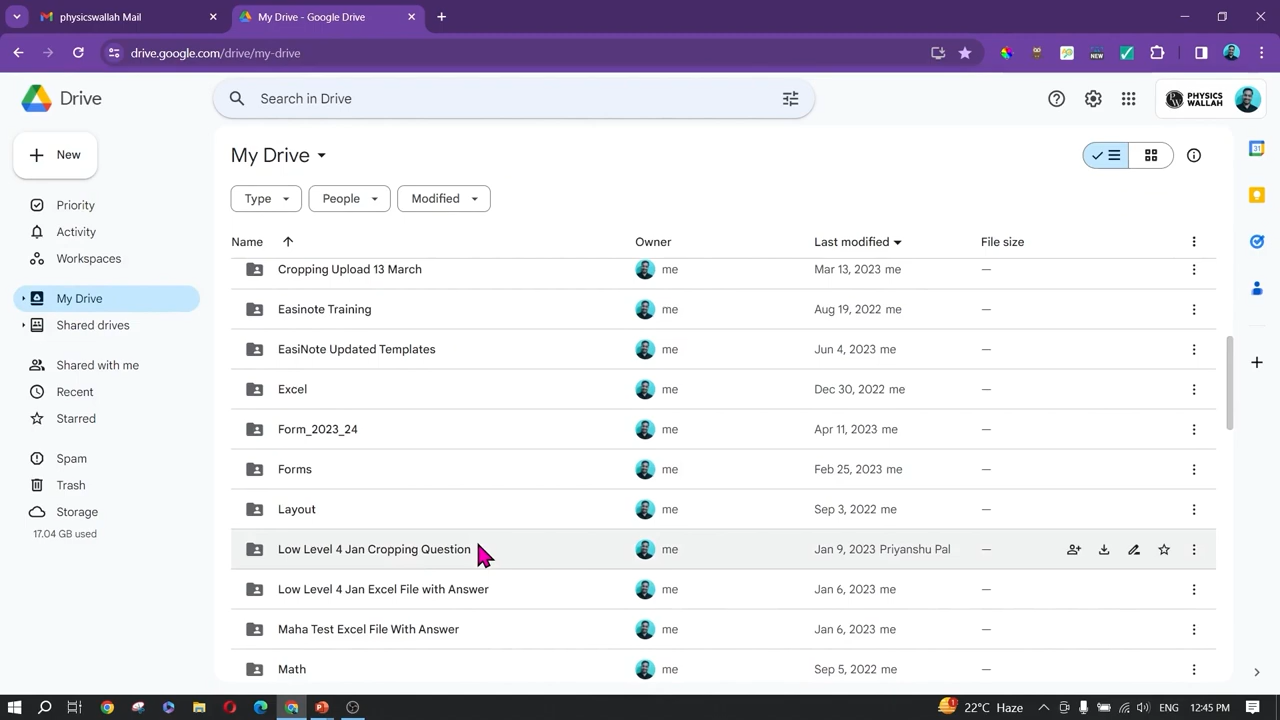 physicswallah Mail
My Drive - Google Drive
drive.google.com/drive/my-drive
NEW
Drive
Search in Drive
PHYSICS
WALLAH
New
My Drive
Priority
Activity
Workspaces
My Drive
Shared drives
Shared with me
Recent
Starred
Spam
Trash
Storage
17.04 GB used
Type
People
Modified
Name Owner Last modified File size
Cropping Upload 13 March me Mar 13, 2023 me —
Easinote Training me Aug 19, 2022 me —
EasiNote Updated Templates me Jun 4, 2023 me —
Excel me Dec 30, 2022 me —
Form_2023_24 me Apr 11, 2023 me —
Forms me Feb 25, 2023 me —
Layout me Sep 3, 2022 me —
Low Level 4 Jan Cropping Question me Jan 9, 2023 Priyanshu Pal —
Low Level 4 Jan Excel File with Answer me Jan 6, 2023 me —
Maha Test Excel File With Answer me Jan 6, 2023 me —
Math me Sep 5, 2022 me —
31
1
22°C Haze
ENG
12:45 PM